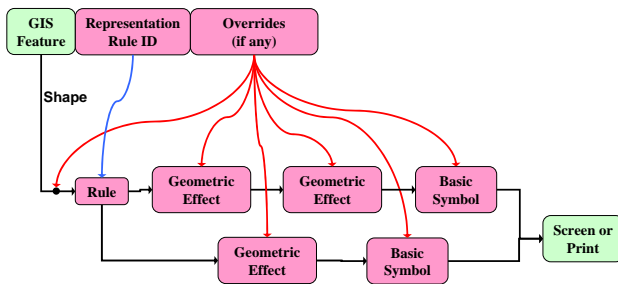 GIS
Feature
Representation
Rule ID
Overrides
(if any)
Shape
Rule
Geometric
Effect
Geometric
Effect
Basic
Symbol
Screen or
Print
Geometric
Effect
Basic
Symbol